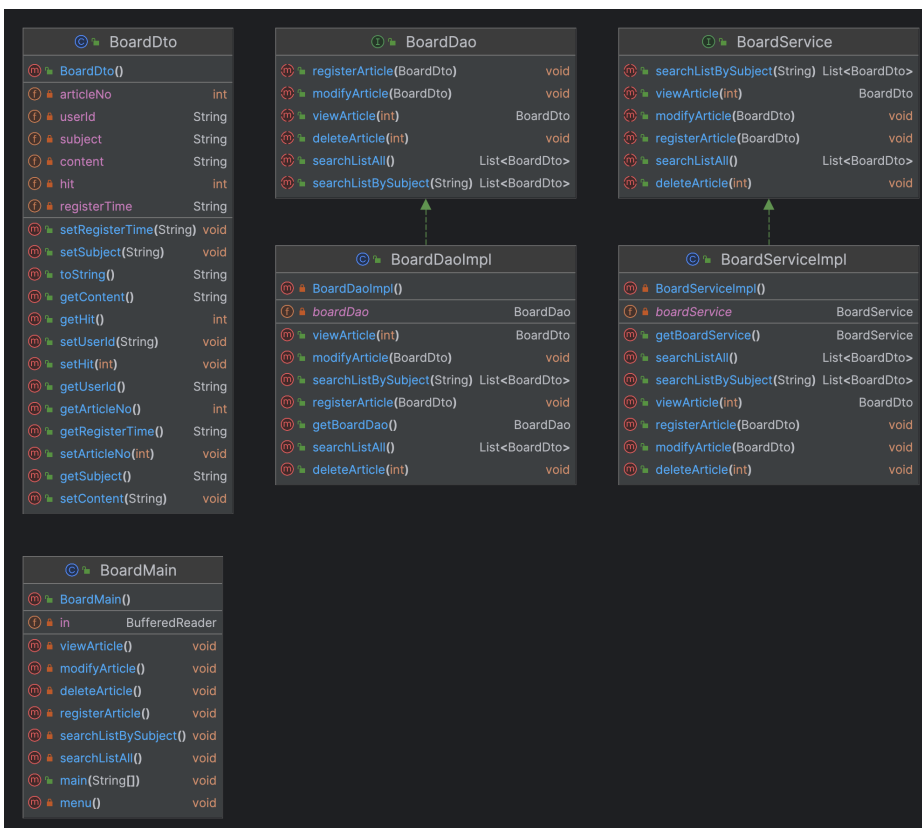 BoardDto
BoardDto()
articleNo int
userId String
subject String
content String
hit int
registerTime String
setRegisterTime(String) void
setSubject(String) void
toString() String
getContent() String
getHit() int
setUserId(String) void
setHit(int) void
getUserId() String
getArticleNo() int
getRegisterTime() String
setArticleNo(int) void
getSubject() String
setContent(String) void
BoardDao
registerArticle(BoardDto) void
modifyArticle(BoardDto) void
viewArticle(int) BoardDto
deleteArticle(int) void
searchListAll() List<BoardDto>
searchListBySubject(String) List<BoardDto>
BoardService
searchListBySubject(String) List<BoardDto>
viewArticle(int) BoardDto
modifyArticle(BoardDto) void
registerArticle(BoardDto) void
searchListAll() List<BoardDto>
deleteArticle(int) void
BoardDaoImpl
BoardDaoImpl()
boardDao BoardDao
viewArticle(int) BoardDto
modifyArticle(BoardDto) void
searchListBySubject(String) List<BoardDto>
registerArticle(BoardDto) void
getBoardDao() BoardDao
searchListAll() List<BoardDto>
deleteArticle(int) void
BoardServiceImpl
BoardServiceImpl()
boardService BoardService
getBoardService() BoardService
searchListAll() List<BoardDto>
searchListBySubject(String) List<BoardDto>
viewArticle(int) BoardDto
registerArticle(BoardDto) void
modifyArticle(BoardDto) void
deleteArticle(int) void
BoardMain
BoardMain()
in BufferedReader
viewArticle() void
modifyArticle() void
deleteArticle() void
registerArticle() void
searchListBySubject() void
searchListAll() void
main(String[]) void
menu() void